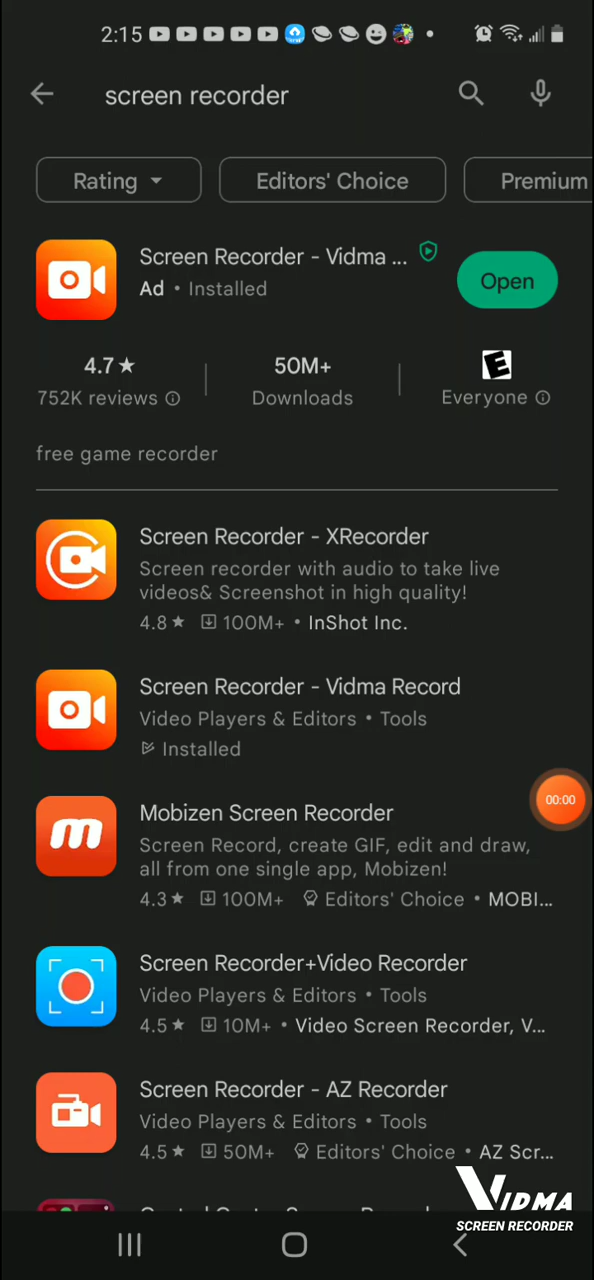 2:15
screen recorder
Rating
Editors' Choice
Premium
Screen Recorder - Vidma ...
Ad • Installed
Open
4.7★
752K reviews
50M+
Downloads
E
Everyone
free game recorder
Screen Recorder - XRecorder
Screen recorder with audio to take live
videos& Screenshot in high quality!
4.8★ 100M+ • InShot Inc.
Screen Recorder - Vidma Record
Video Players & Editors • Tools
Installed
00:00
m
Mobizen Screen Recorder
Screen Record, create GIF, edit and draw,
all from one single app, Mobizen!
4.3★ 100M+ Editors' Choice • MOBI...
Screen Recorder+Video Recorder
Video Players & Editors • Tools
4.5★ 10M+ • Video Screen Recorder, V...
Screen Recorder - AZ Recorder
Video Players & Editors • Tools
4.5★ 50M+ Editors' Choice • AZ Scr...
VIDMA
SCREEN RECORDER